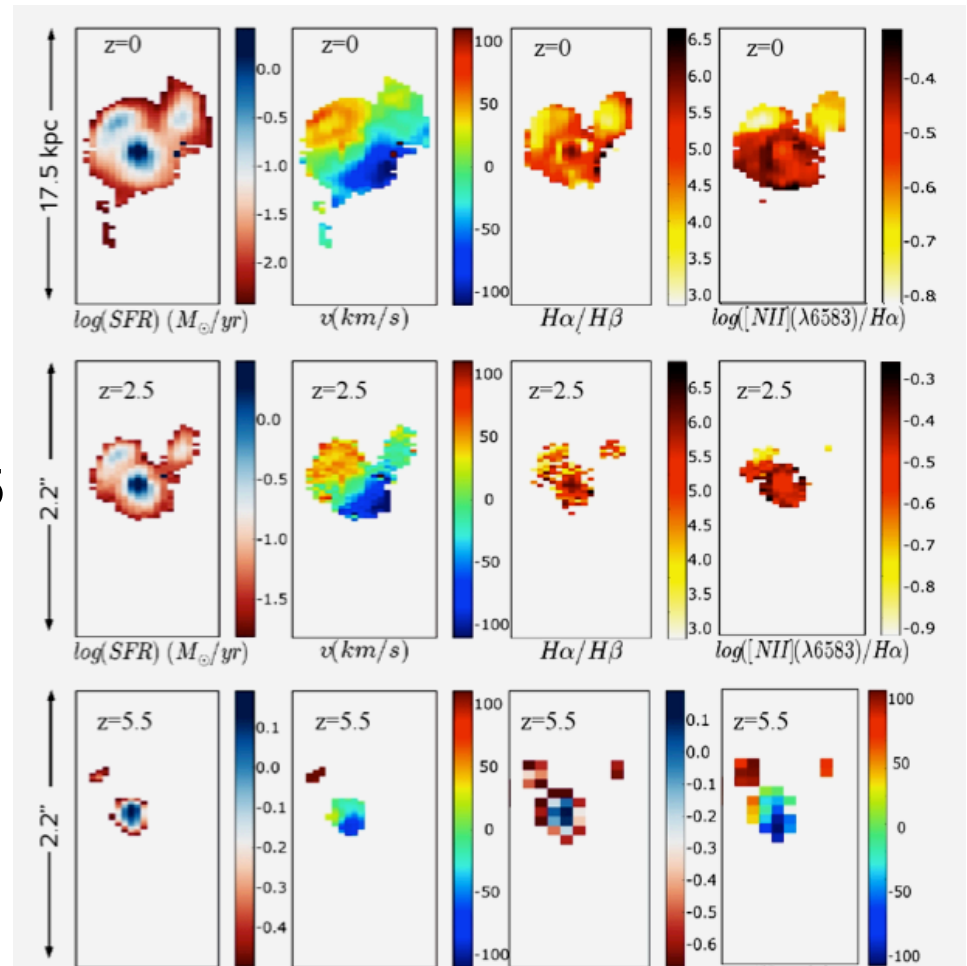 z=0 z=0 z=0 z=0
17.5 kpc
0.0 -0.5 -1.0 -1.5 -2.0
100 50 0 -50 -100
6.5 6.0 5.5 5.0 4.5 4.0 3.5 3.0
-0.4 -0.5 -0.6 -0.7 -0.8
log(SFR) (M☉/yr) v(km/s) Hα/Hβ log([NII](λ6583)/Hα)
z=2.5 z=2.5 z=2.5 z=2.5
5
2.2"
0.0 -0.5 -1.0 -1.5
100 50 0 -50 -100
6.5 6.0 5.5 5.0 4.5 4.0 3.5 3.0
-0.3 -0.4 -0.5 -0.6 -0.7 -0.8 -0.9
log(SFR) (M☉/yr) v(km/s) Hα/Hβ log([NII](λ6583)/Hα)
z=5.5 z=5.5 z=5.5 z=5.5
2.2"
0.1 0.0 -0.1 -0.2 -0.3 -0.4
100 50 0 -50 -100
0.1 0.0 -0.1 -0.2 -0.3 -0.4 -0.5 -0.6
100 50 0 -50 -100